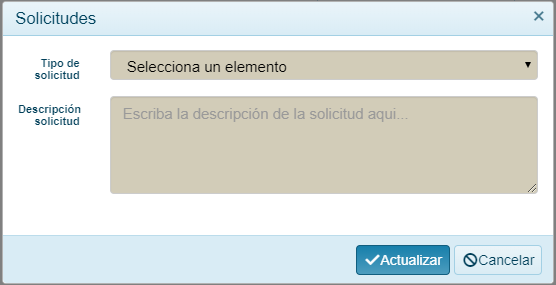 Solicitudes
Tipo de
solicitud
Selecciona un elemento
Descripción
solicitud
Escriba la descripción de la solicitud aqui...
Actualizar
Cancelar